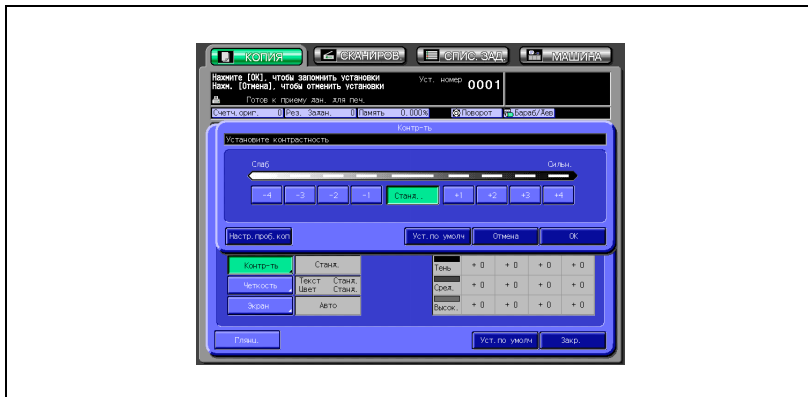 КОПИЯ СКАНИРОВ. СПИС. ЗАД. МАШИНА
Нажмите [OK], чтобы запомнить установки
Нажм. [Отмена], чтобы отменить установки
Уст. номер 0001
Готов к приему дан. для печ.
Счетч.ориг. 0 Рез. Задан. 0 Память 0.000% Поворот Бараб/Лев
Контр-ть
Установите контрастность
Слаб Сильн.
-4 -3 -2 -1 Станд.. +1 +2 +3 +4
Настр.проб.коп Уст.по умолч Отмена OK
Контр-ть Станд. Тень + 0 + 0 + 0 + 0
Четкость Текст Станд. Цвет Станд. Сред. + 0 + 0 + 0 + 0
Экран Авто Высок. + 0 + 0 + 0 + 0
Глянц. Уст.по умолч Закр.